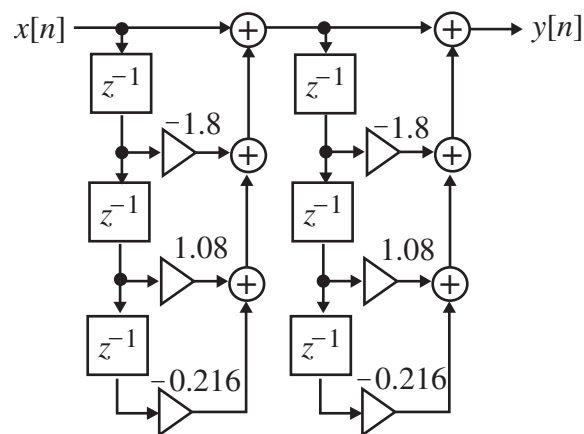 x[n] + + y[n]
z⁻¹ z⁻¹
−1.8 + −1.8 +
z⁻¹ z⁻¹
1.08 + 1.08 +
z⁻¹ z⁻¹
−0.216 −0.216